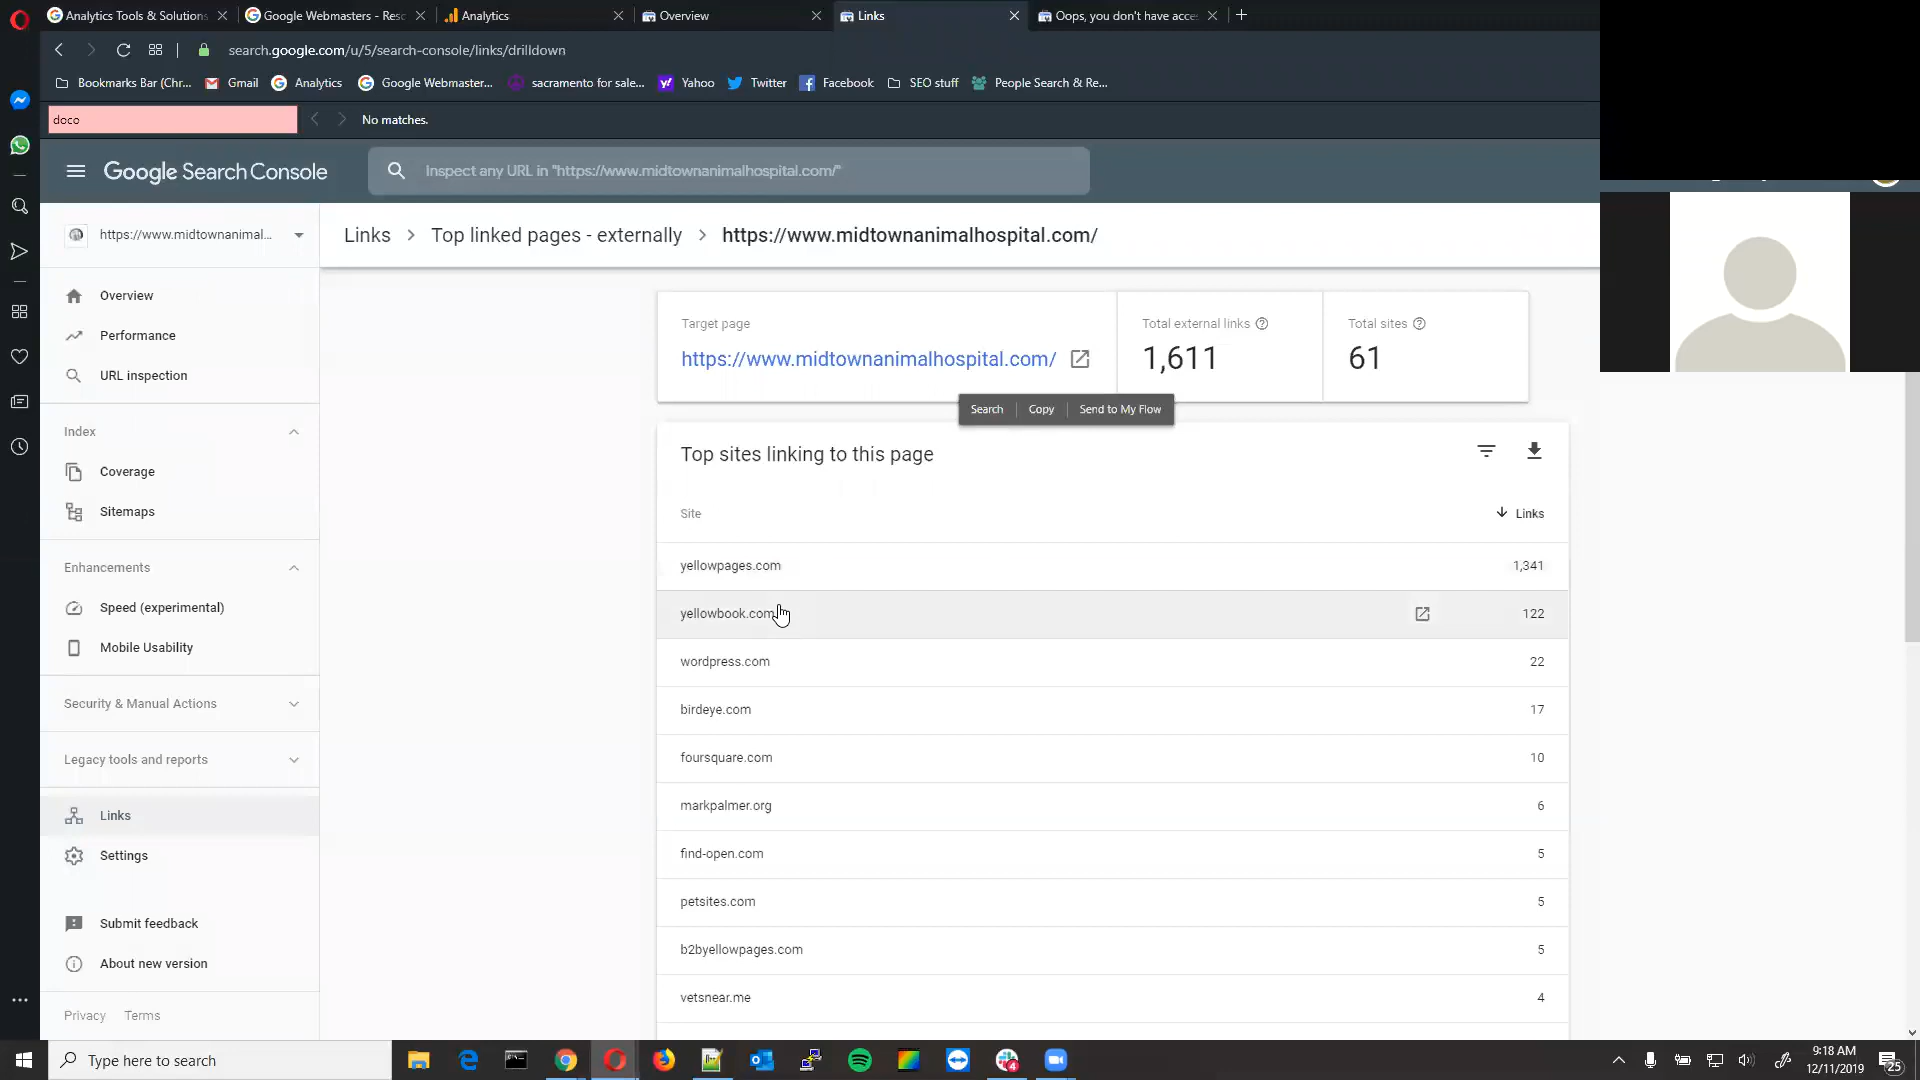 Analytics Tools & Solutions
Google Webmasters - Resc
Analytics
Overview
Links
Oops, you don't have acces
search.google.com/u/5/search-console/links/drilldown
Bookmarks Bar (Chr...
Gmail
Analytics
Google Webmaster...
sacramento for sale...
Yahoo
Twitter
Facebook
SEO stuff
People Search & Re...
doco
No matches.
Google Search Console
Inspect any URL in "https://www.midtownanimalhospital.com/"
https://www.midtownanimal...
Links > Top linked pages - externally > https://www.midtownanimalhospital.com/
Overview
Performance
URL inspection
Index
Coverage
Sitemaps
Enhancements
Speed (experimental)
Mobile Usability
Security & Manual Actions
Legacy tools and reports
Links
Settings
Submit feedback
About new version
Privacy Terms
Target page
https://www.midtownanimalhospital.com/
Total external links
1,611
Total sites
61
Search Copy Send to My Flow
Top sites linking to this page
Site Links
yellowpages.com 1,341
yellowbook.com 122
wordpress.com 22
birdeye.com 17
foursquare.com 10
markpalmer.org 6
find-open.com 5
petsites.com 5
b2byellowpages.com 5
vetsnear.me 4
Type here to search
4
9:18 AM
12/11/2019
25